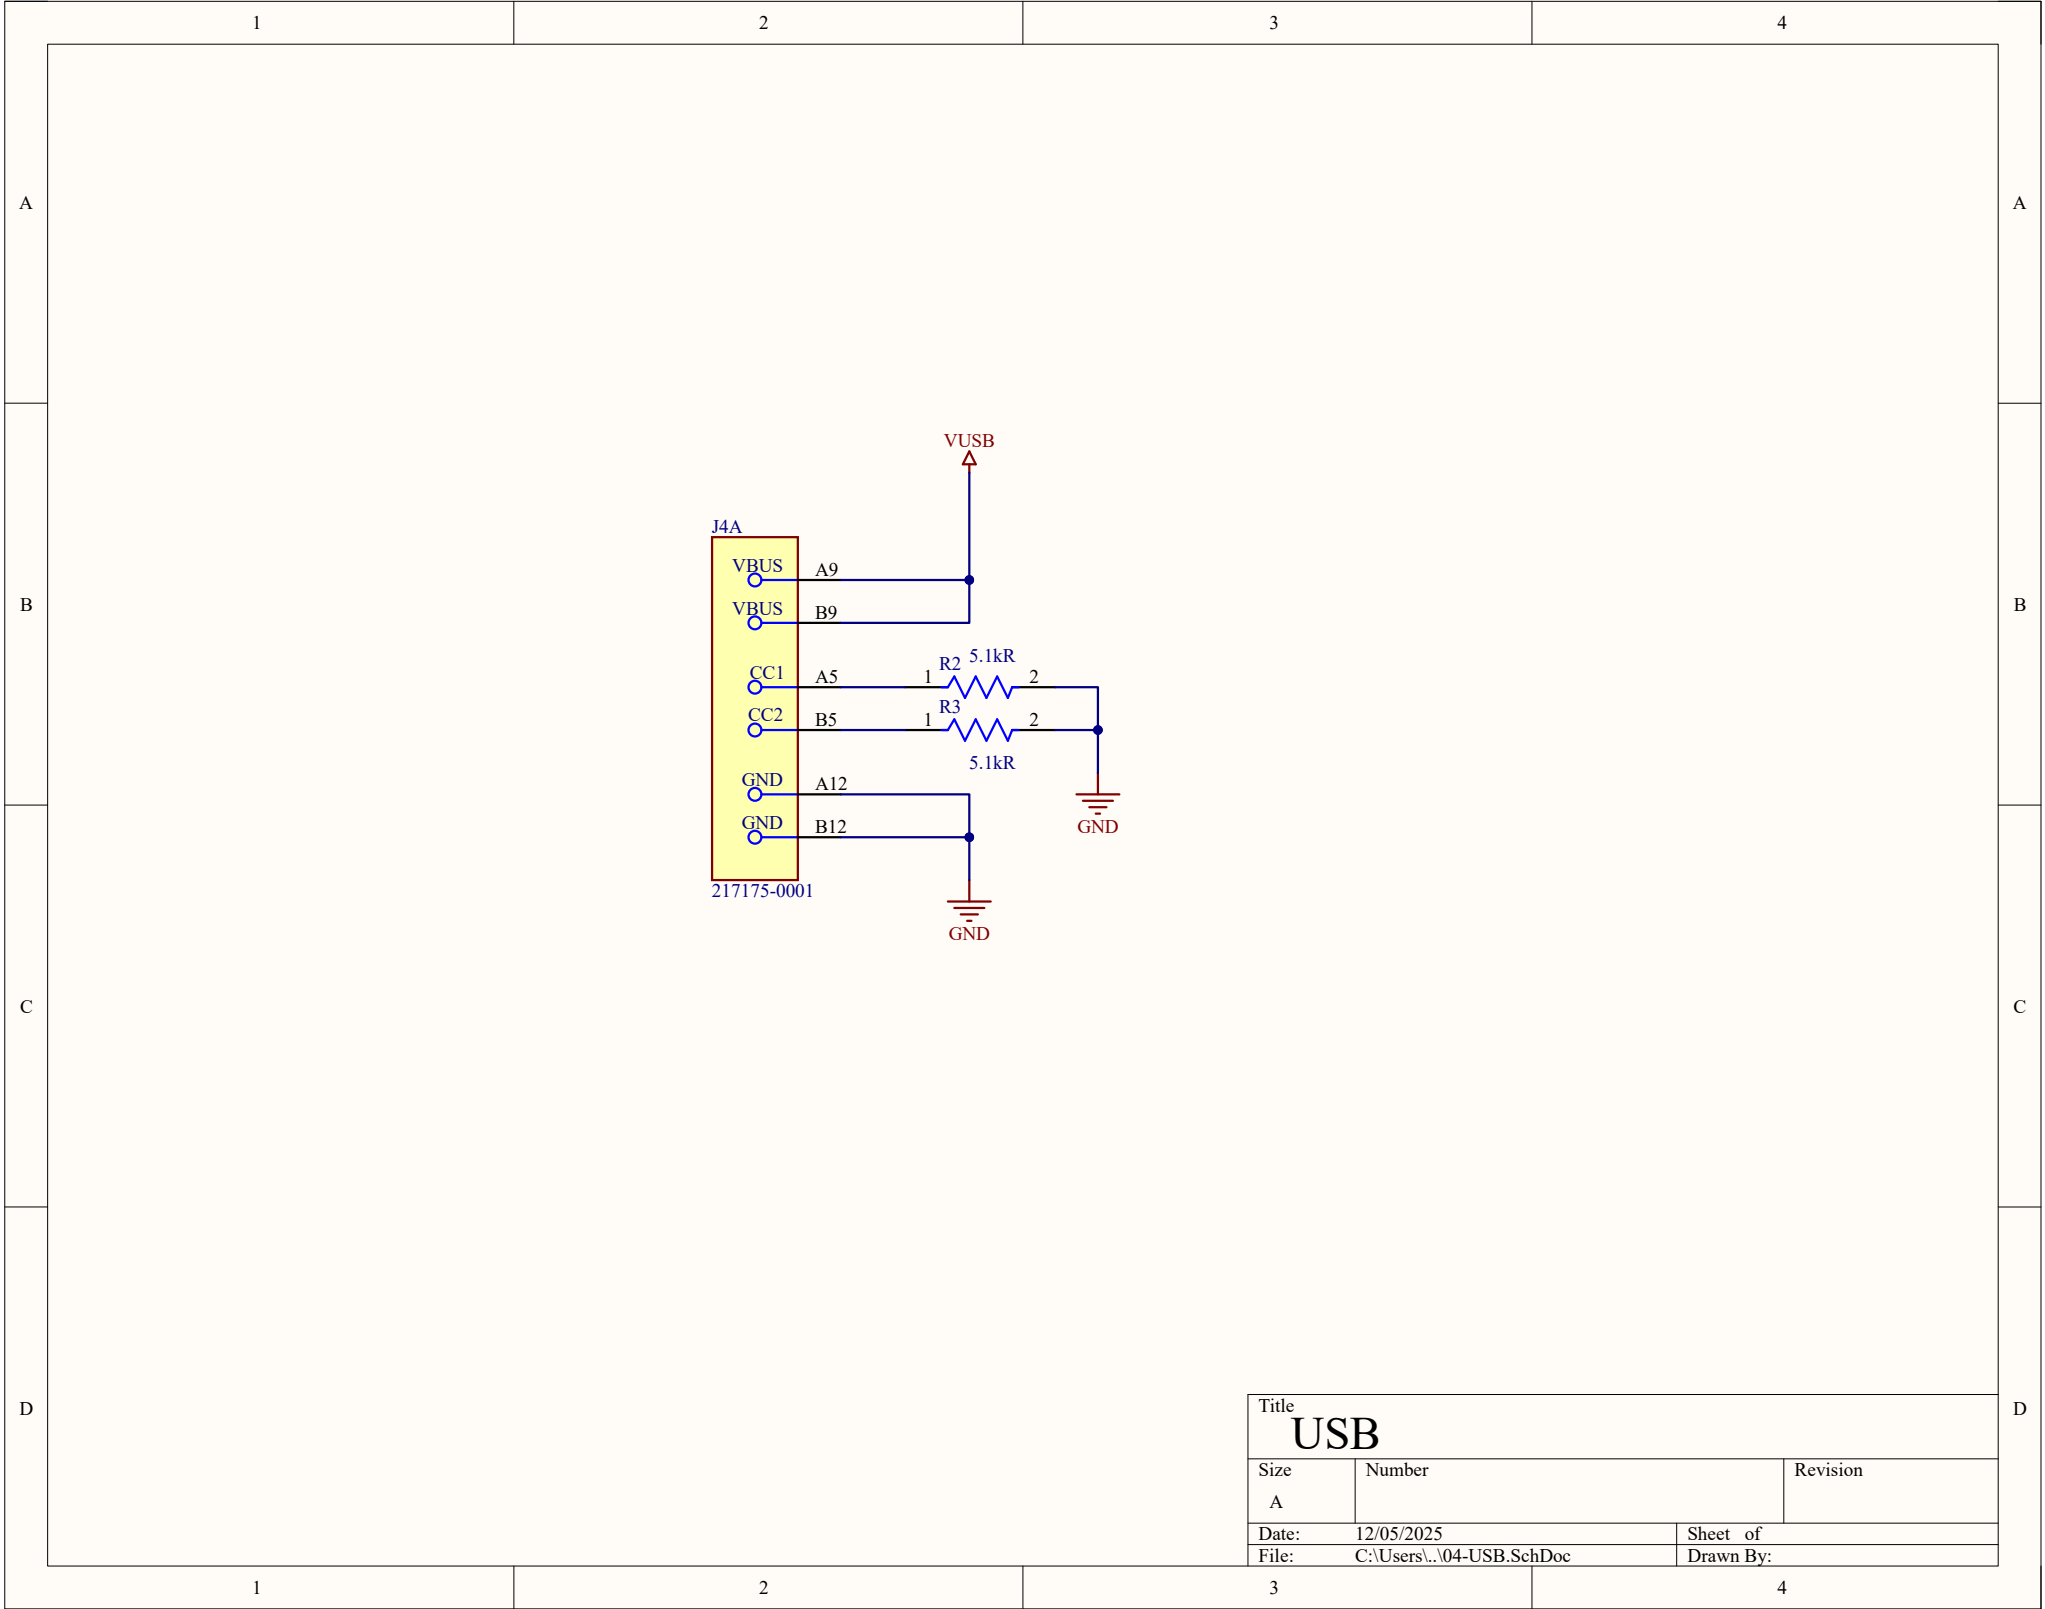 1 2 3 4
A A
VUSB
J4A
VBUS A9
B B
VBUS B9
R2 5.1kR
CC1 A5 1 2
R3
CC2 B5 1 2
5.1kR
GND A12
GND B12
GND
217175-0001
GND
C C
D D
Title
USB
Size Number Revision
A
Date: 12/05/2025 Sheet of
File: C:\Users\..\04-USB.SchDoc Drawn By:
1 2 3 4